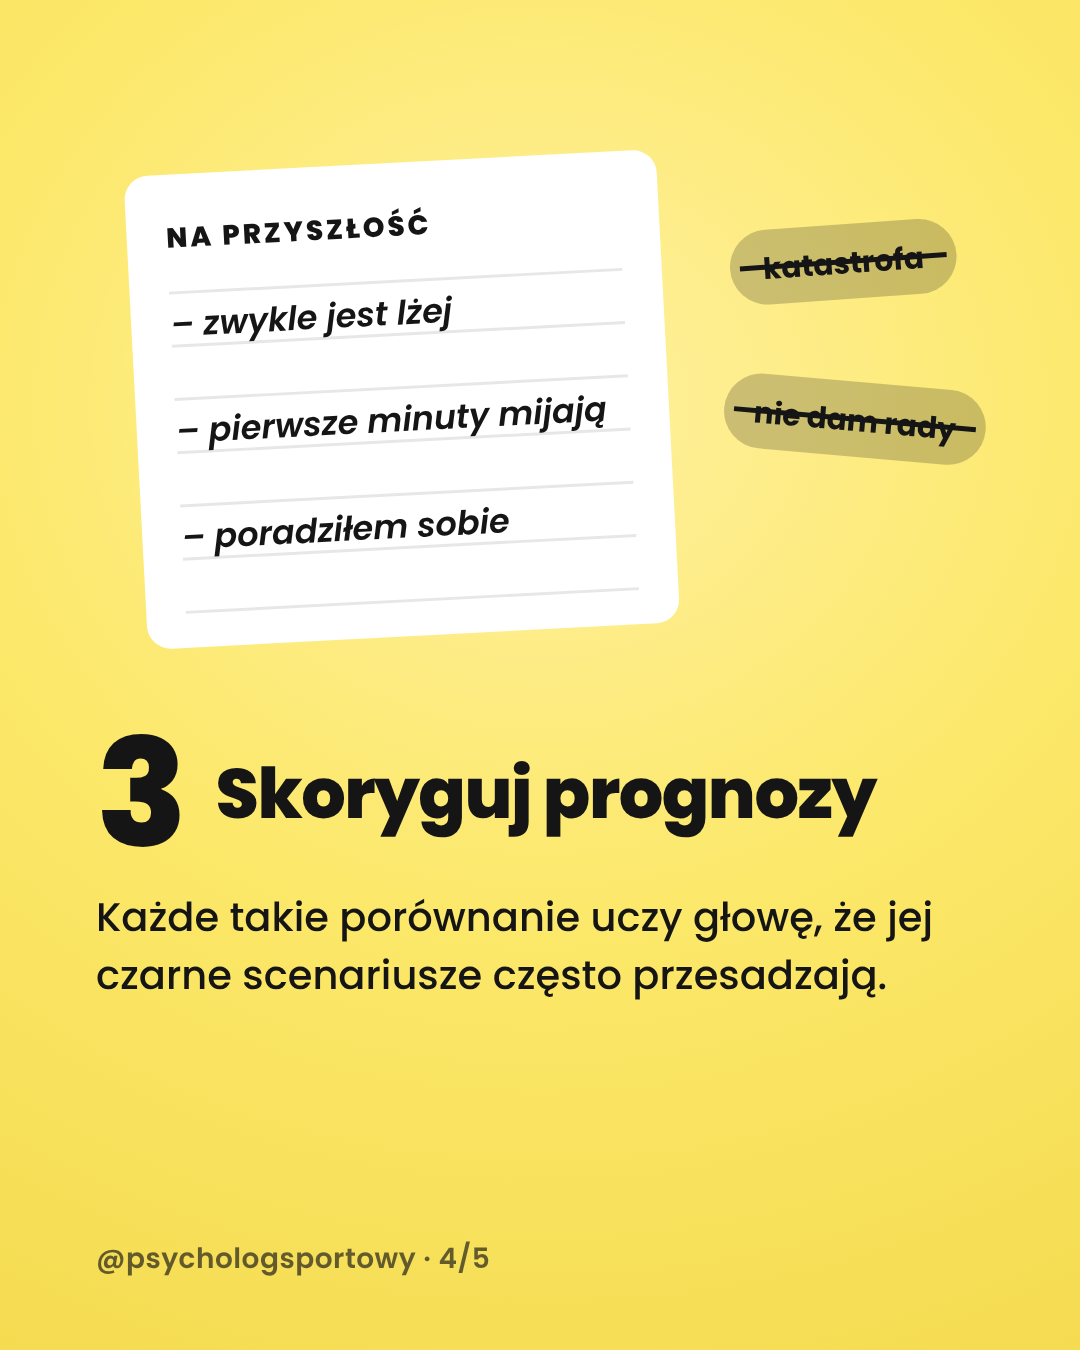 NA PRZYSZŁOŚĆ
– zwykle jest lżej
– pierwsze minuty mijają
– poradziłem sobie
katastrofa
nie dam rady
3 Skoryguj prognozy
Każde takie porównanie uczy głowę, że jej
czarne scenariusze często przesadzają.
@psychologsportowy · 4/5